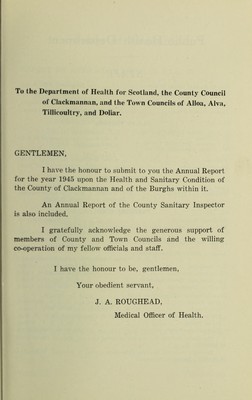 To the Department of Health for Scotland, the County Council
of Clackmannan, and the Town Councils of Alloa, Alva,
Tillicoultry, and Dollar.
GENTLEMEN,
I have the honour to submit to you the Annual Report
for the year 1945 upon the Health and Sanitary Condition of
the County of Clackmannan and of the Burghs within it.
An Annual Report of the County Sanitary Inspector
is also included.
I gratefully acknowledge the generous support of
members of County and Town Councils and the willing
co-operation of my fellow officials and staff.
I have the honour to be, gentlemen,
Your obedient servant,
J. A. ROUGHEAD,
Medical Officer of Health.